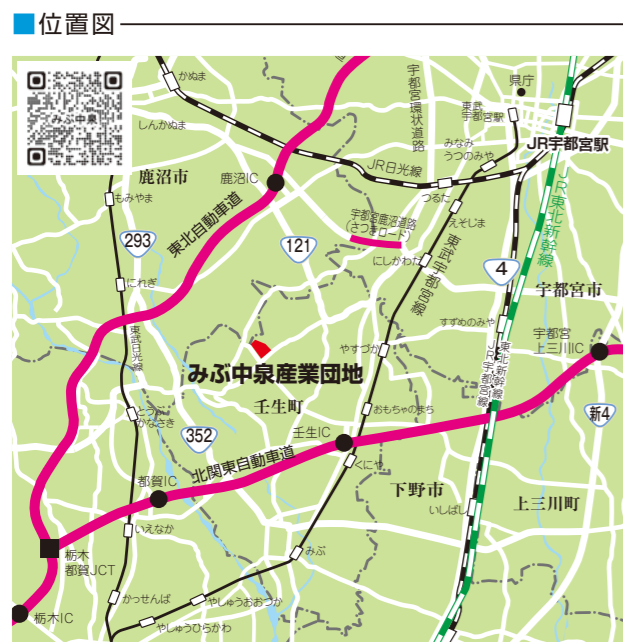 ■位置図
みぶ中泉
かぬま
しんかぬま
鹿沼市
鹿沼IC
もみやま
293
東北自動車道
121
にれぎ
東武日光線
とうぶ
かなさき
352
宇都宮環状道路
県庁
東武
宇都宮駅
みなみ
うつのみや
JR宇都宮駅
JR日光線
つるた
えそじま
宇都宮鹿沼道路
(さつきロード)
にしかわた
東武宇都宮線
4
JR東北新幹線
宇都宮市
すずめのみや
宇都宮
上三川IC
やすづか
みぶ中泉産業団地
壬生町
東北新幹線
JR宇都宮線
おもちゃのまち
新4
壬生IC
北関東自動車道
くにや
都賀IC
下野市
上三川町
いしばし
いえなか
みぶ
栃木
都賀JCT
かっせんば
やしゅうおおつか
やしゅうひらかわ
栃木IC